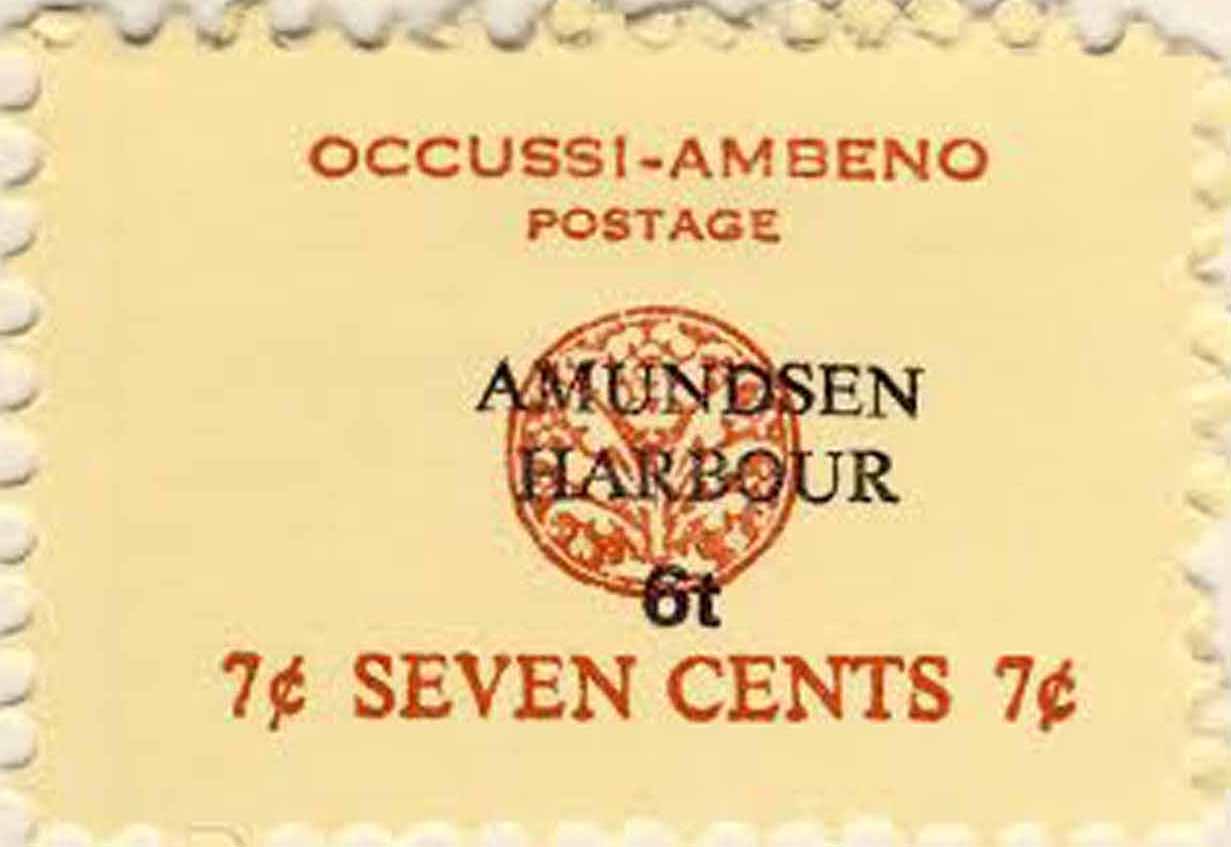 OCCUSSI-AMBENO
POSTAGE
AMUNDSEN
HARBOUR
6t
7¢ SEVEN CENTS 7¢